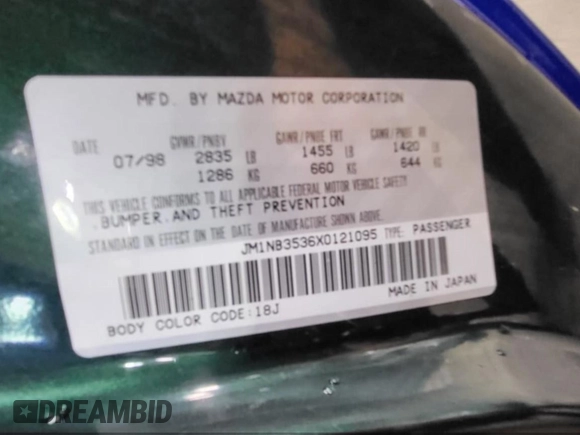 MFD. BY MAZDA MOTOR CORPORATION
DATE GVWR/PNBV GAWR/PNBE FRT GAWR/PNBE RR
07/98 2835 LB 1455 LB 1420 LB
1286 KG 660 KG 644 KG
THIS VEHICLE CONFORMS TO ALL APPLICABLE FEDERAL MOTOR VEHICLE SAFETY
.BUMPER.AND THEFT PREVENTION
STANDARD IN EFFECT ON THE DATE OF MANUFACTURE SHOWN ABOVE.
JM1NB3536X0121095 TYPE: PASSENGER
BODY COLOR CODE:18J MADE IN JAPAN
DREAMBID